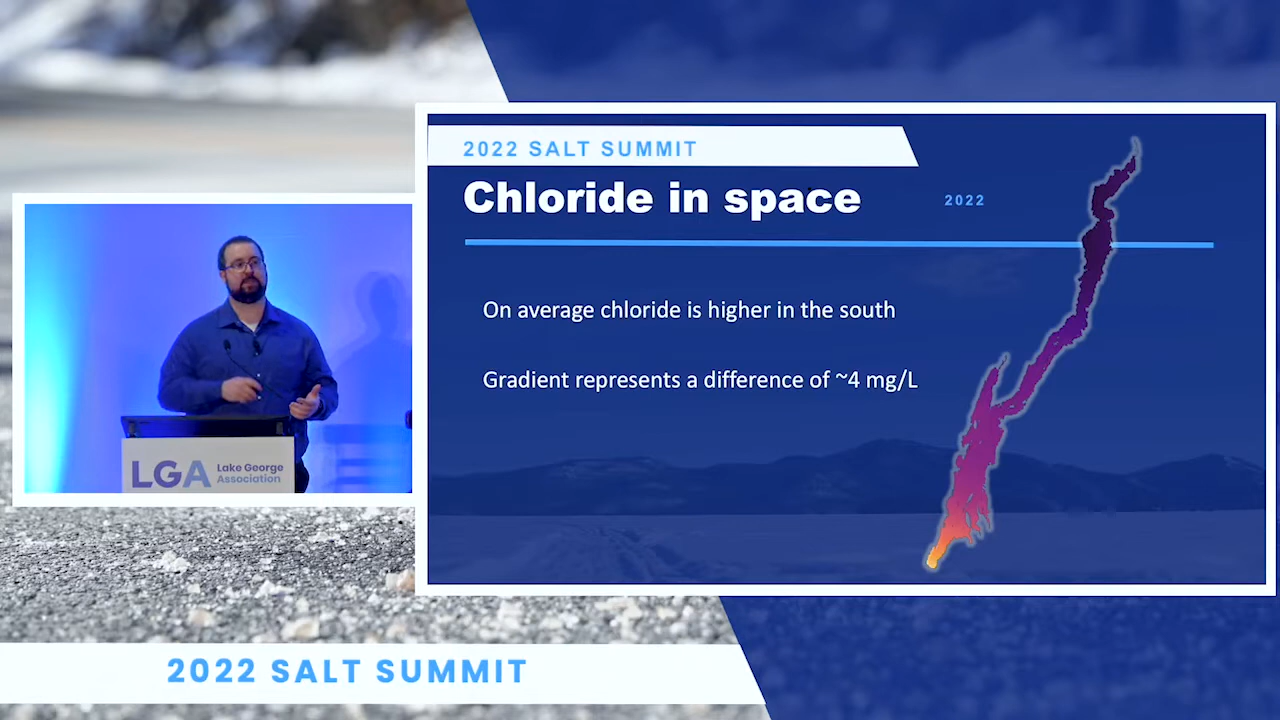 2022 SALT SUMMIT
Chloride in space
2022
On average chloride is higher in the south
Gradient represents a difference of ~4 mg/L
LGA Lake George
Association
2022 SALT SUMMIT